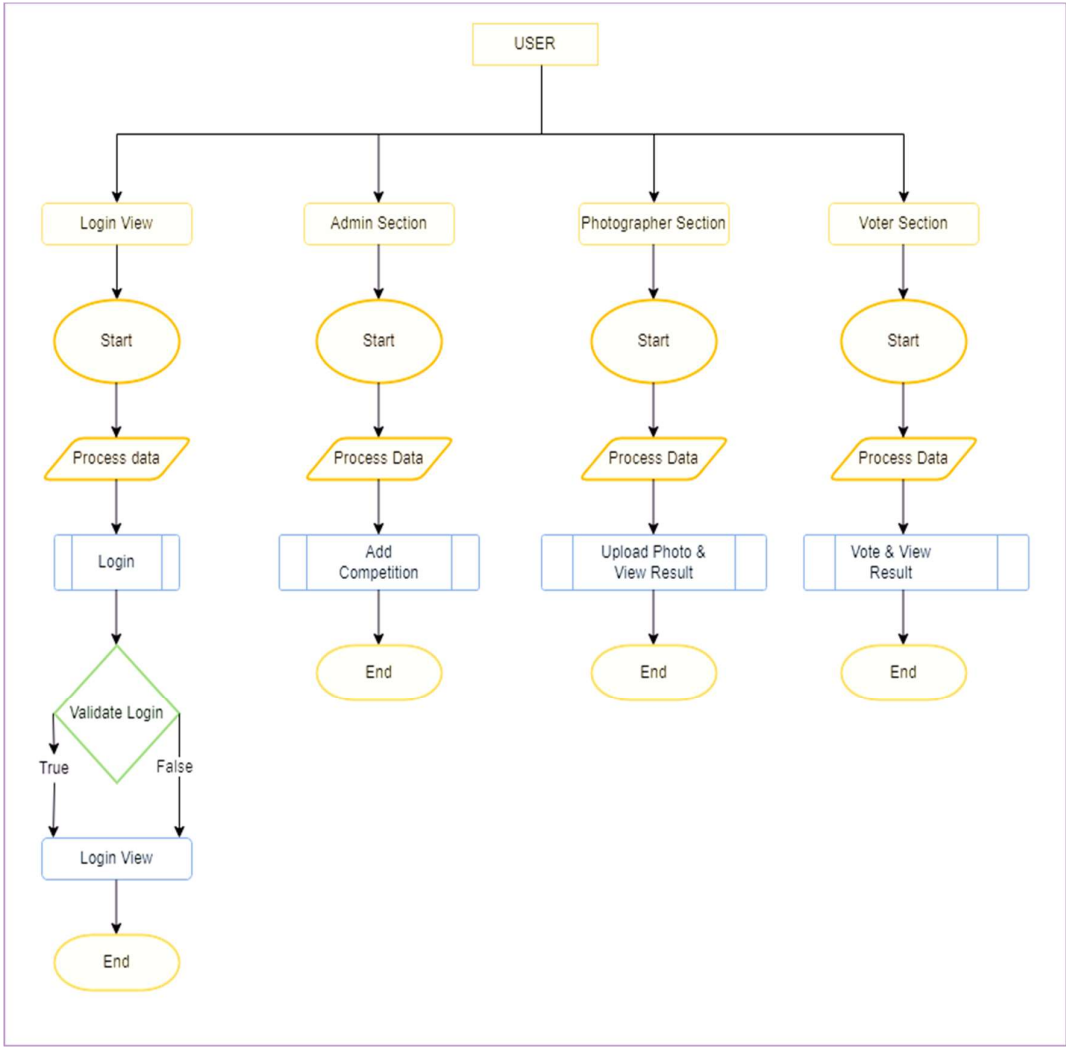 USER
Login View
Admin Section
Photographer Section
Voter Section
Start
Start
Start
Start
Process data
Process Data
Process Data
Process Data
Login
Add
Competition
Upload Photo &
View Result
Vote & View
Result
End
End
End
Validate Login
True
False
Login View
End